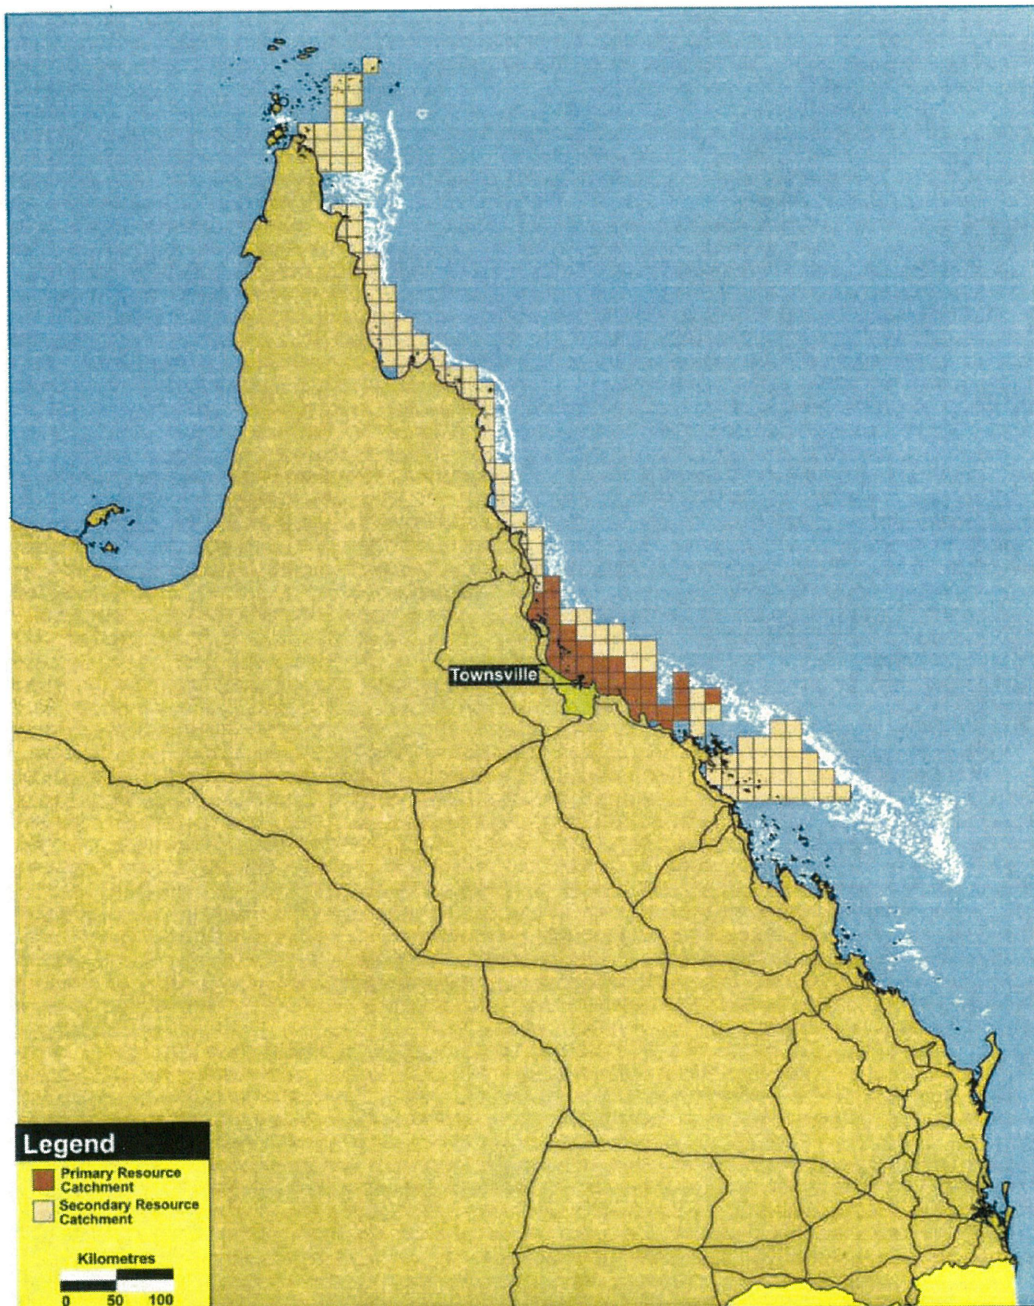 Townsville
Legend
Primary Resource
Catchment
Secondary Resource
Catchment
Kilometres
0 50 100